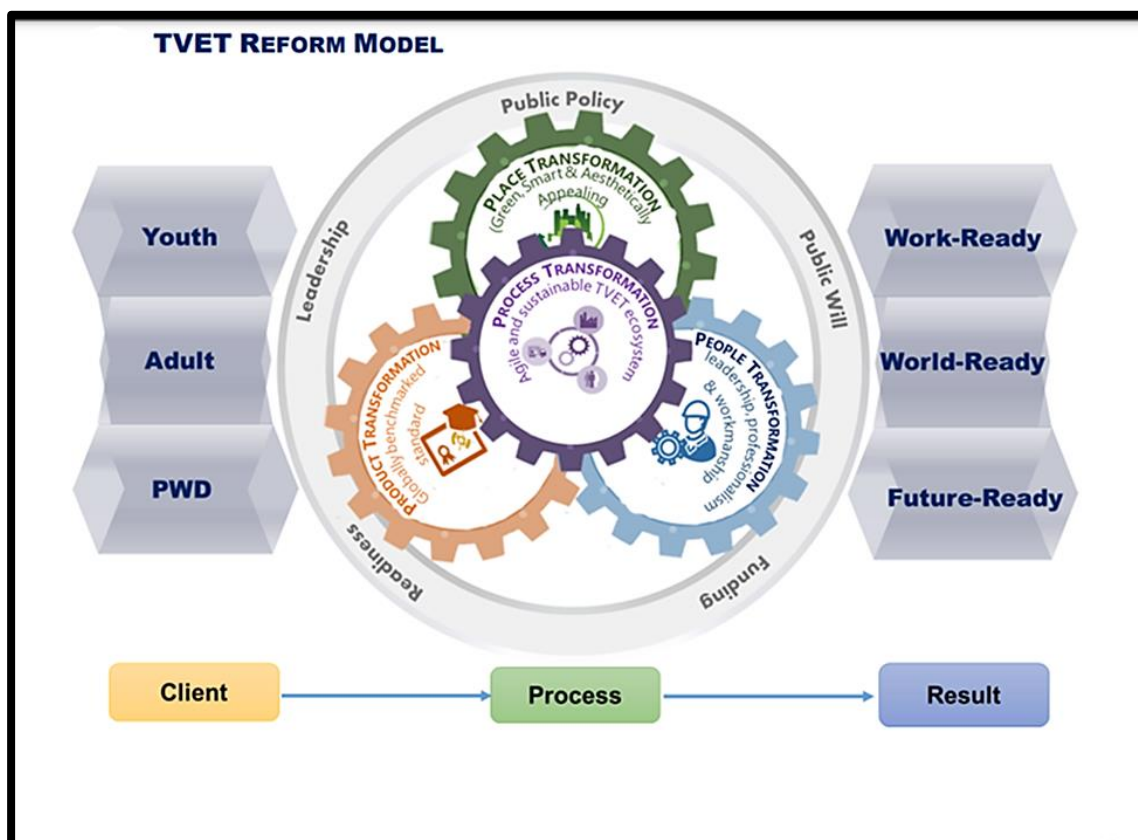 TVET REFORM MODEL
Public Policy
Leadership
Public Will
Readiness
Funding
Youth
Adult
PWD
PLACE TRANSFORMATION
(Green, Smart & Aesthetically
Appealing
PROCESS TRANSFORMATION
Agile and sustainable TVET ecosystem
PRODUCT TRANSFORMATION
Globally benchmarked
standard
PEOPLE TRANSFORMATION
leadership, professionalism
& workmanship
Work-Ready
World-Ready
Future-Ready
Client
Process
Result